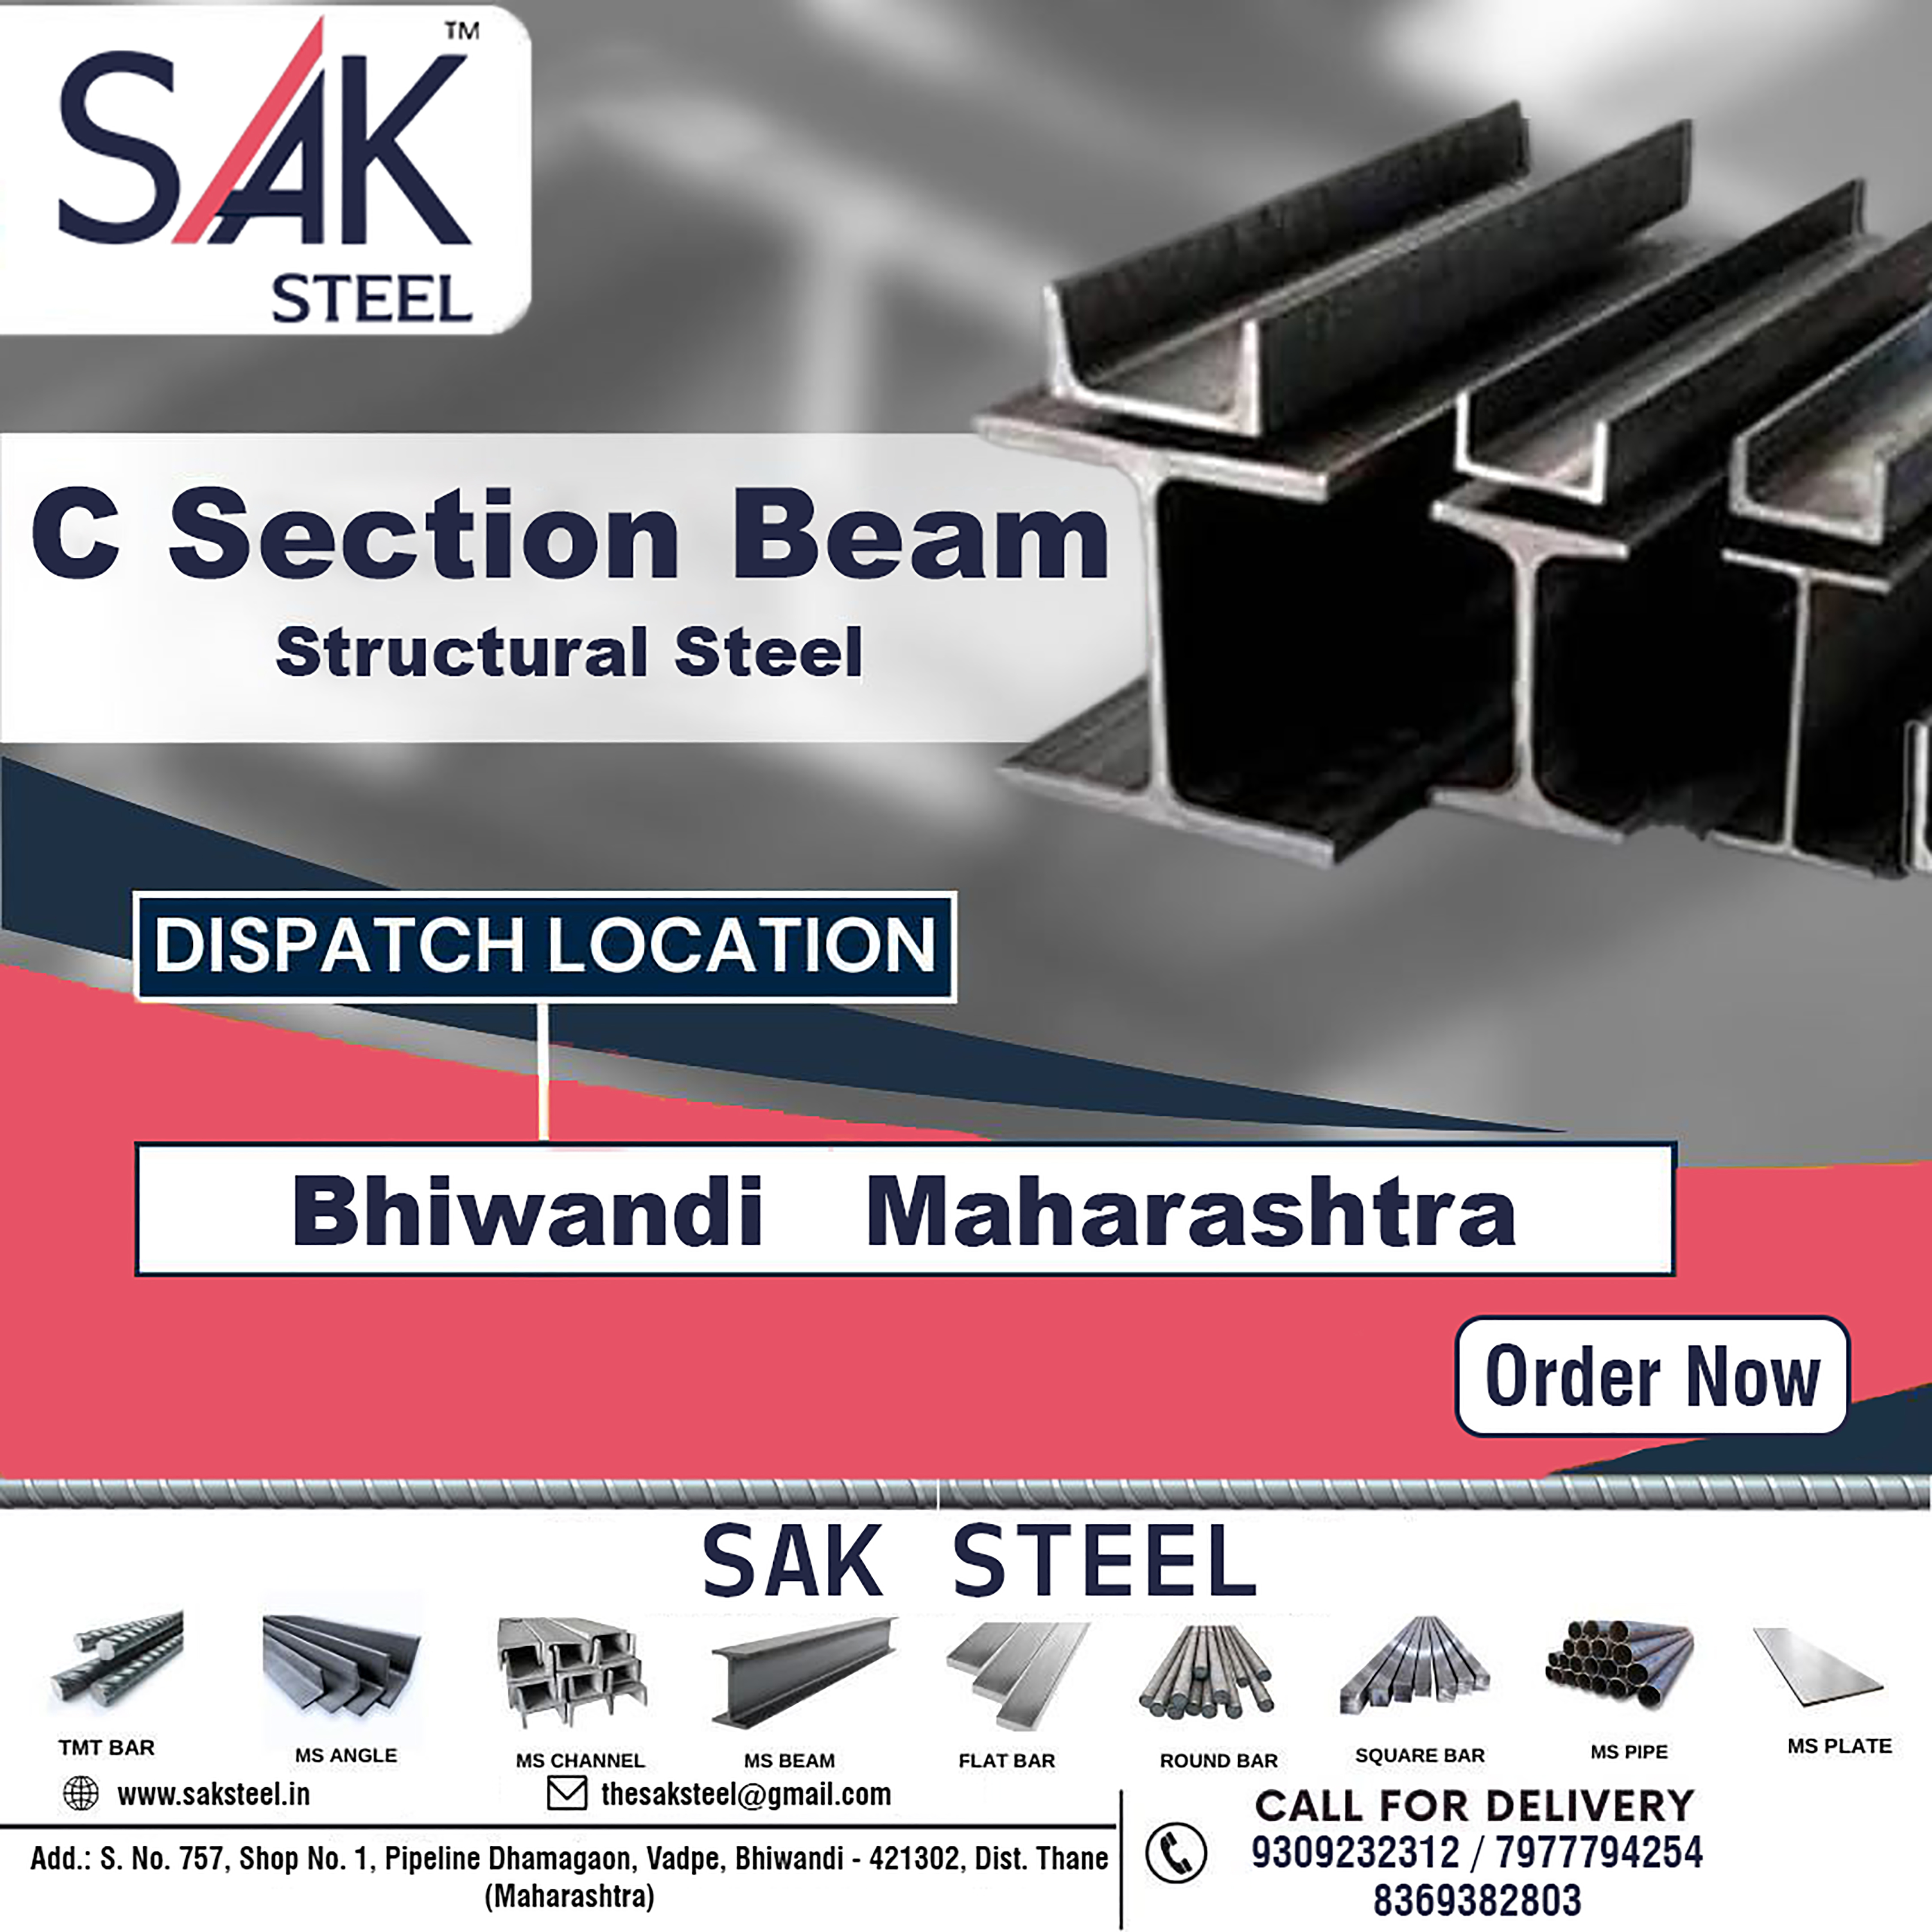 SAK TM
STEEL
C Section Beam
Structural Steel
DISPATCH LOCATION
Bhiwandi Maharashtra
Order Now
SAK STEEL
TMT BAR
MS ANGLE
MS CHANNEL
MS BEAM
FLAT BAR
ROUND BAR
SQUARE BAR
MS PIPE
MS PLATE
www.saksteel.in
thesaksteel@gmail.com
Add.: S. No. 757, Shop No. 1, Pipeline Dhamagaon, Vadpe, Bhiwandi - 421302, Dist. Thane
(Maharashtra)
CALL FOR DELIVERY
9309232312 / 7977794254
8369382803